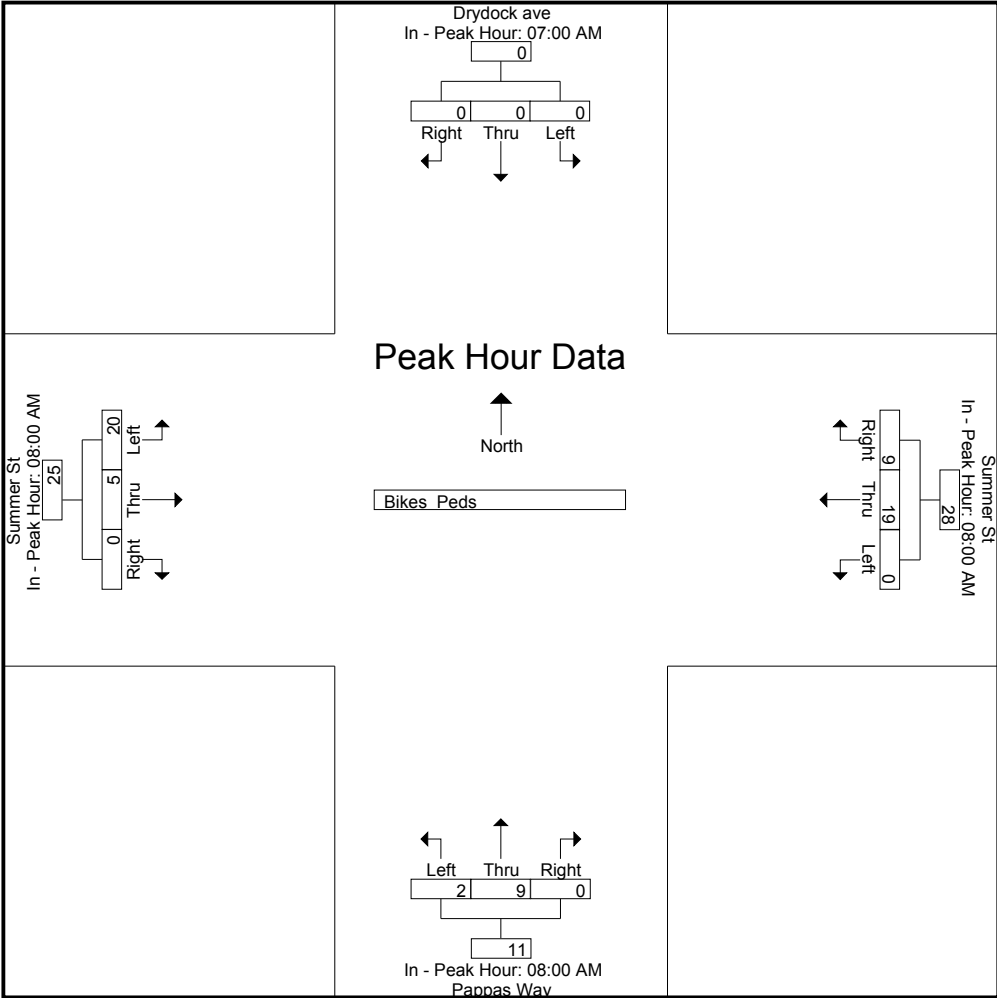 Drydock ave
In - Peak Hour: 07:00 AM
0
0 0 0
Right Thru Left
Peak Hour Data
North
Bikes Peds
Summer St
In - Peak Hour: 08:00 AM
25
20 5 0
Left Thru Right
Summer St
In - Peak Hour: 08:00 AM
28
9 19 0
Right Thru Left
Left Thru Right
2 9 0
11
In - Peak Hour: 08:00 AM
Pappas Way